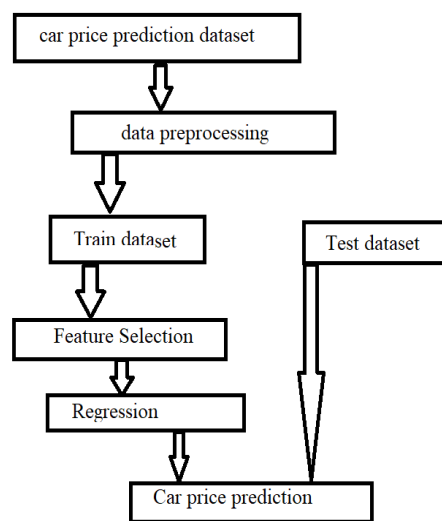 car price prediction dataset
data preprocessing
Train dataset
Test dataset
Feature Selection
Regression
Car price prediction